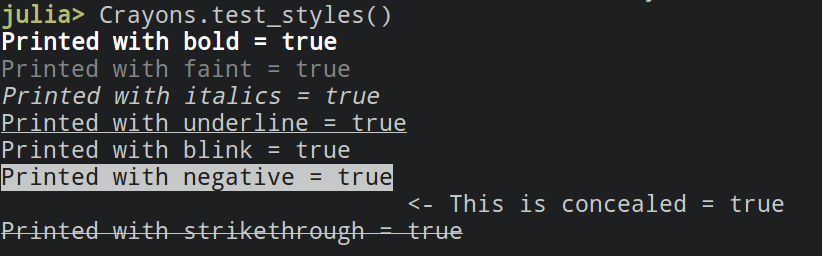 julia> Crayons.test_styles()
Printed with bold = true
Printed with faint = true
Printed with italics = true
Printed with underline = true
Printed with blink = true
Printed with negative = true
<- This is concealed = true
Printed with strikethrough = true